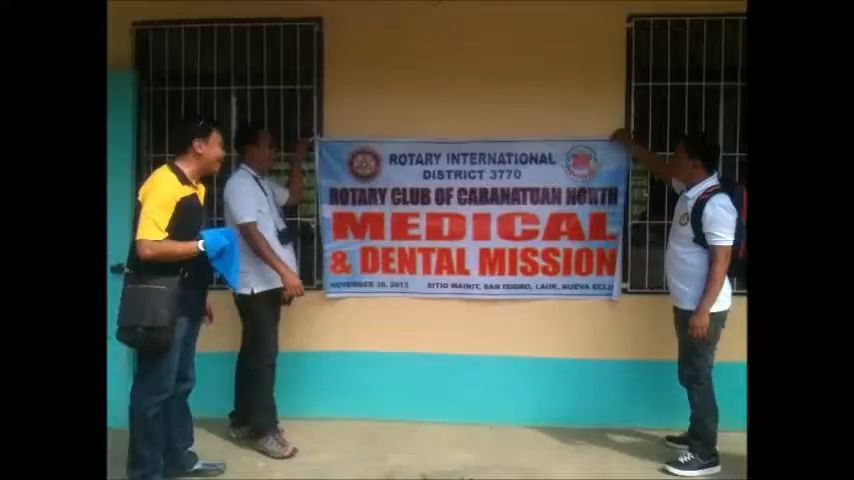 ROTARY INTERNATIONAL
DISTRICT 3770
ROTARY CLUB OF CABANATUAN NORTH
MEDICAL
& DENTAL MISSION
NOVEMBER 30, 2013 SITIO MAINIT, SAN ISIDRO, LAUR, NUEVA ECIJA